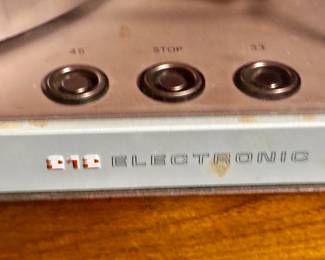 45 STOP 33
212 ELECTRONIC